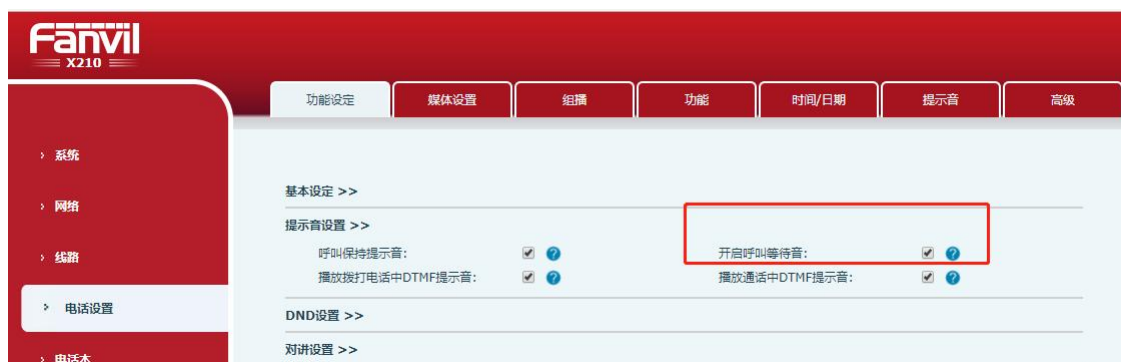 Fanvil
X210
功能设定 媒体设置 组播 功能 时间/日期 提示音 高级
› 系统
› 网络
› 线路
› 电话设置
› 电话本
基本设定 >>
提示音设置 >>
呼叫保持提示音: 开启呼叫等待音:
播放拨打电话中DTMF提示音: 播放通话中DTMF提示音:
DND设置 >>
对讲设置 >>